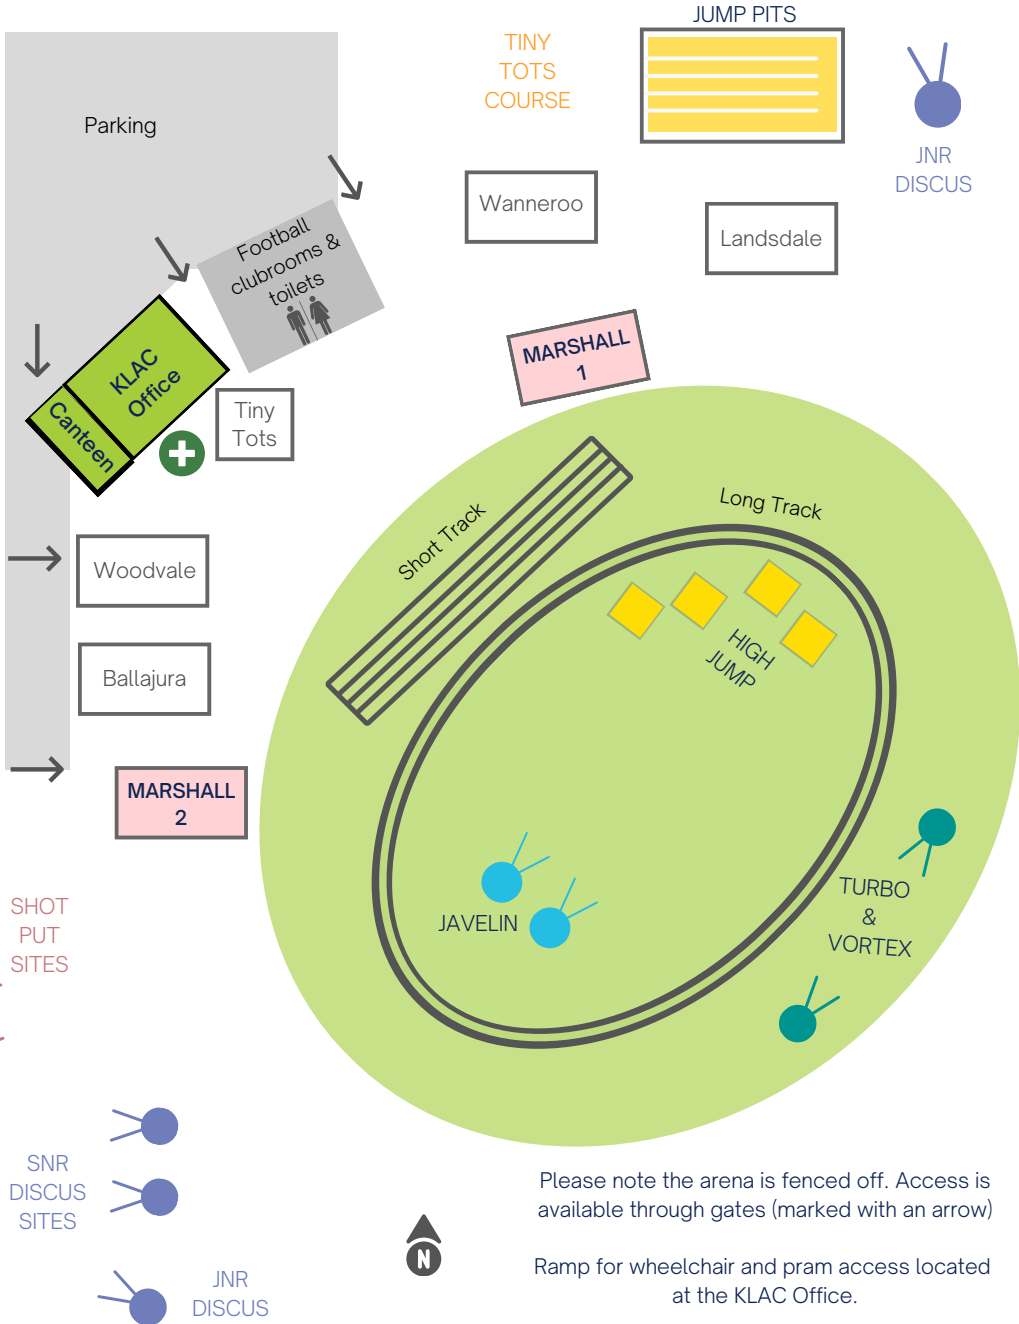 JUMP PITS
TINY
TOTS
COURSE
Parking
JNR
DISCUS
Wanneroo
Landsdale
Football
clubrooms &
toilets
MARSHALL
1
KLAC
Office
Canteen
Tiny
Tots
Short Track
Long Track
Woodvale
HIGH
JUMP
Ballajura
MARSHALL
2
TURBO
&
VORTEX
JAVELIN
SHOT
PUT
SITES
SNR
DISCUS
SITES
JNR
DISCUS
N
Please note the arena is fenced off. Access is
available through gates (marked with an arrow)
Ramp for wheelchair and pram access located
at the KLAC Office.